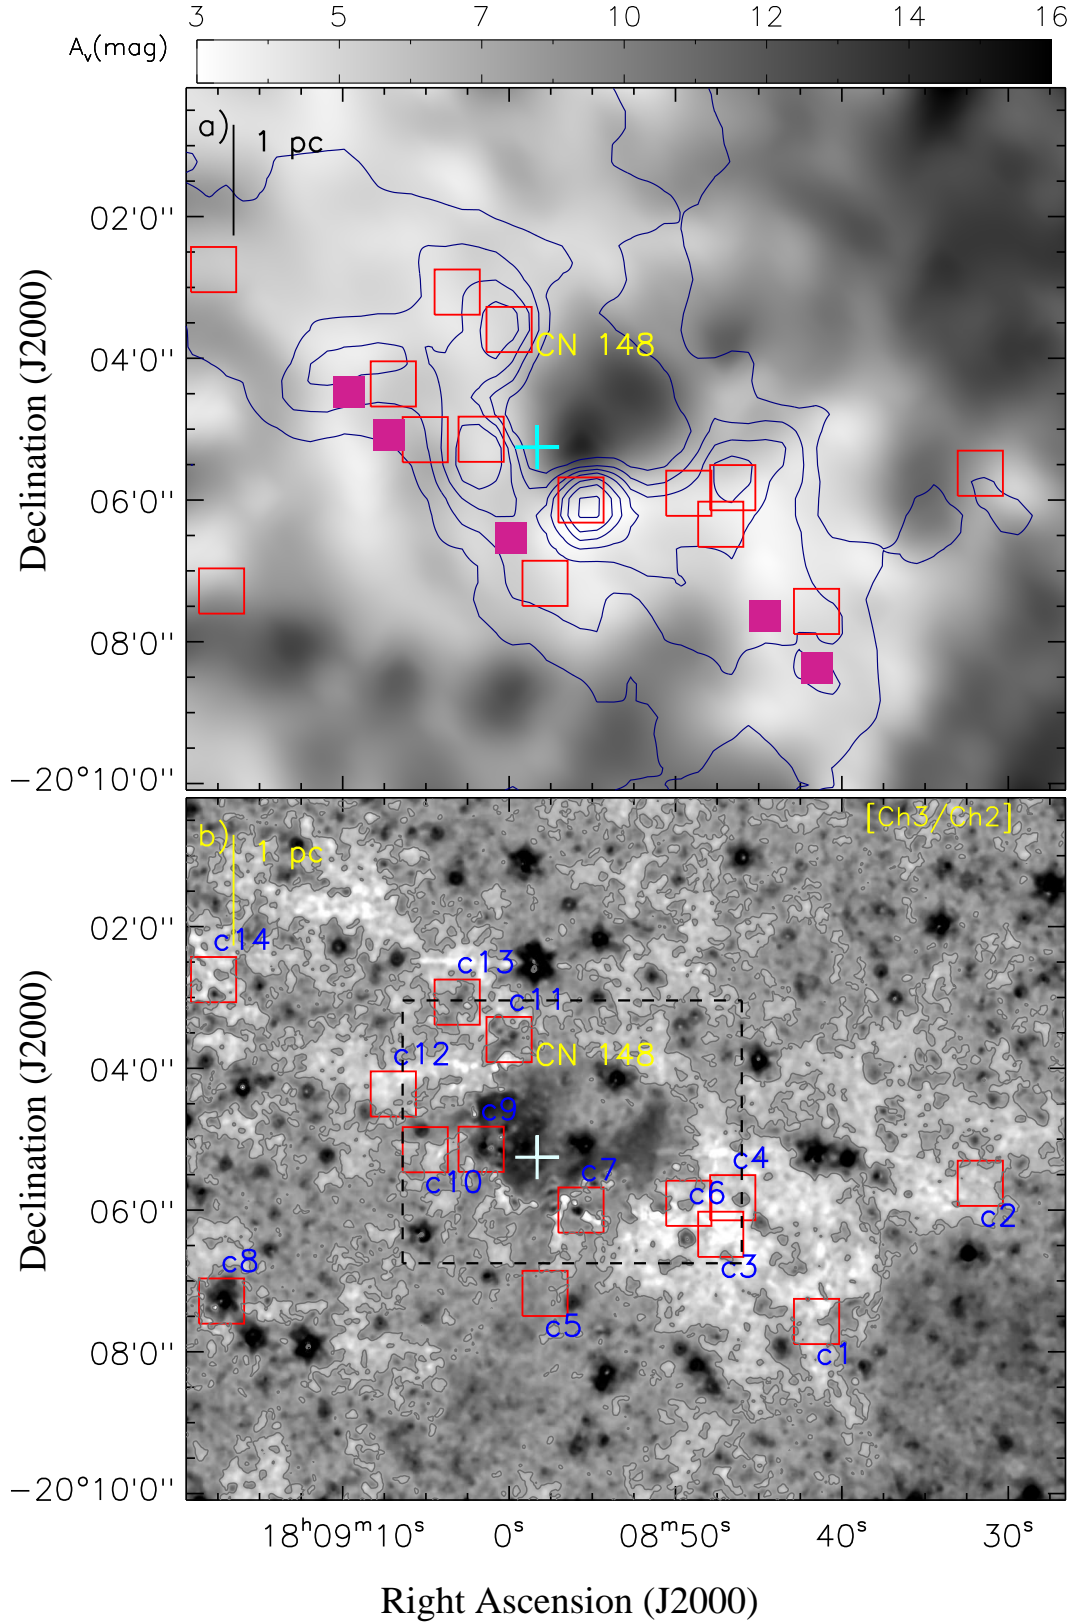 3 5 7 8 10 12 14 16
A_v(mag)
a) 1 pc
02'0''
CN 148
04'0''
06'0''
08'0''
−20°10'0''
Declination (J2000)
b) 1 pc
[Ch3/Ch2]
02'0''
c14
c13
c11
CN 148
c12
04'0''
c9
c4
c7
c10
c6
c2
06'0''
c8
c3
c5
c1
08'0''
−20°10'0''
Declination (J2000)
18ʰ09ᵐ10ˢ 0ˢ 08ᵐ50ˢ 40ˢ 30ˢ
Right Ascension (J2000)